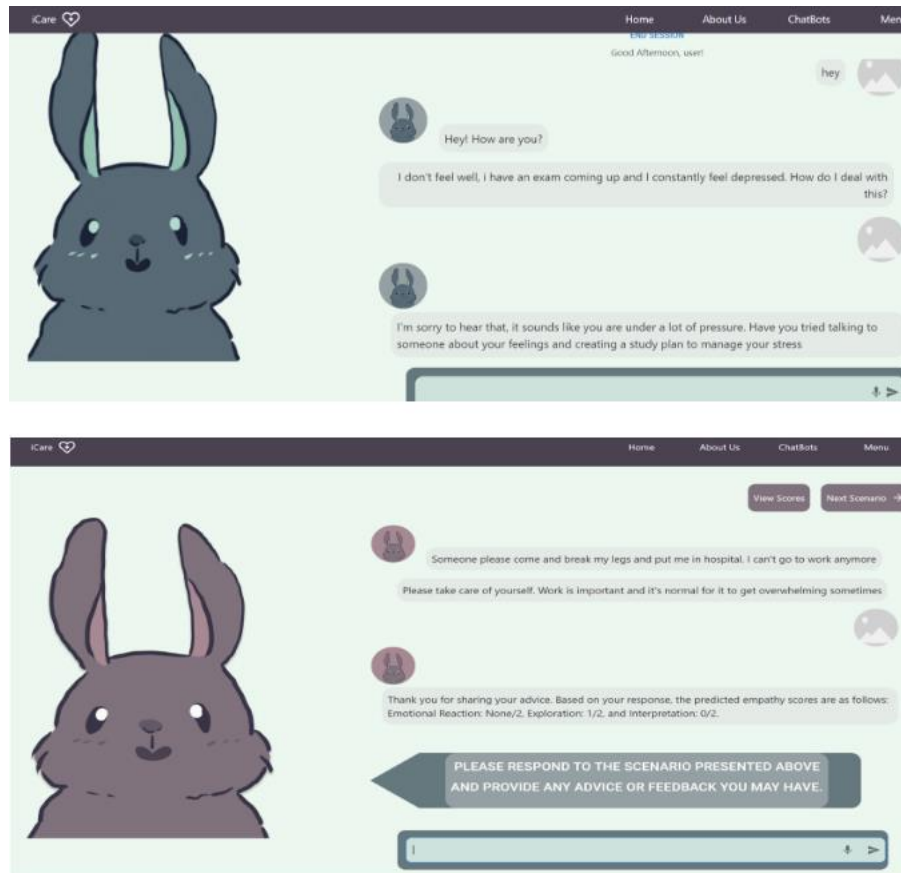 iCare
Home About Us ChatBots Men
END SESSION
Good Afternoon, user!
hey
Hey! How are you?
I don't feel well, i have an exam coming up and I constantly feel depressed. How do I deal with
this?
I'm sorry to hear that, it sounds like you are under a lot of pressure. Have you tried talking to
someone about your feelings and creating a study plan to manage your stress
iCare
Home About Us ChatBots Menu
View Scores Next Scenario →
Someone please come and break my legs and put me in hospital. I can't go to work anymore
Please take care of yourself. Work is important and it's normal for it to get overwhelming sometimes
Thank you for sharing your advice. Based on your response, the predicted empathy scores are as follows:
Emotional Reaction: None/2, Exploration: 1/2, and Interpretation: 0/2.
PLEASE RESPOND TO THE SCENARIO PRESENTED ABOVE
AND PROVIDE ANY ADVICE OR FEEDBACK YOU MAY HAVE.